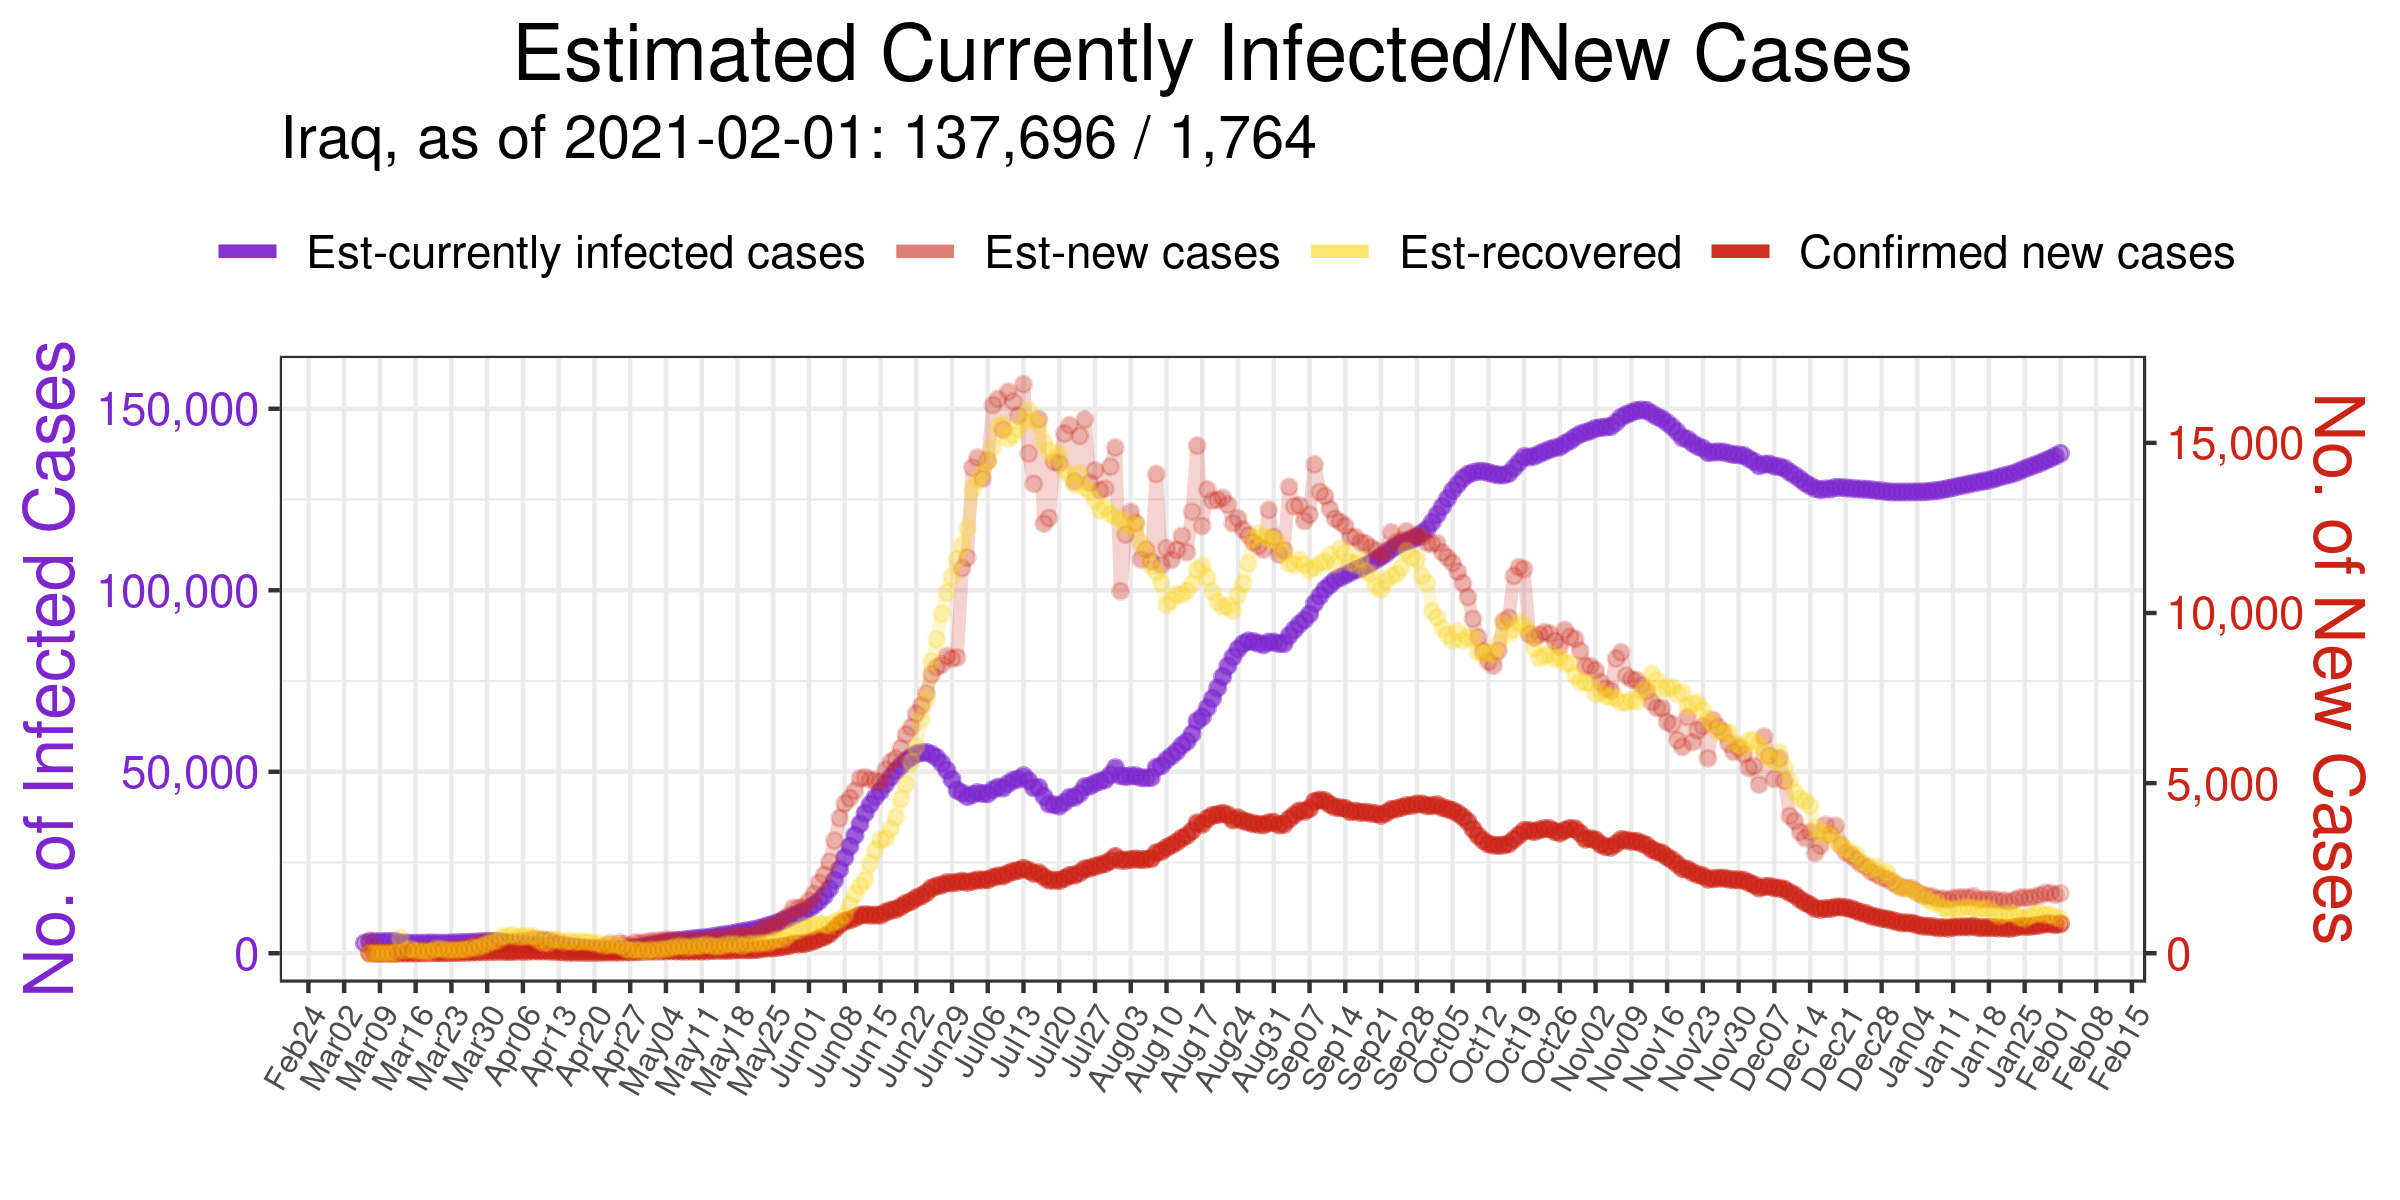 Estimated Currently Infected/New Cases
Iraq, as of 2021-02-01: 137,696 / 1,764
Est-currently infected cases
Est-new cases
Est-recovered
Confirmed new cases
No. of Infected Cases
150,000
100,000
50,000
0
15,000
10,000
5,000
0
No. of New Cases
Feb24
Mar02
Mar09
Mar16
Mar23
Mar30
Apr06
Apr13
Apr20
Apr27
May04
May11
May18
May25
Jun01
Jun08
Jun15
Jun22
Jun29
Jul06
Jul13
Jul20
Jul27
Aug03
Aug10
Aug17
Aug24
Aug31
Sep07
Sep14
Sep21
Sep28
Oct05
Oct12
Oct19
Oct26
Nov02
Nov09
Nov16
Nov23
Nov30
Dec07
Dec14
Dec21
Dec28
Jan04
Jan11
Jan18
Jan25
Feb01
Feb08
Feb15